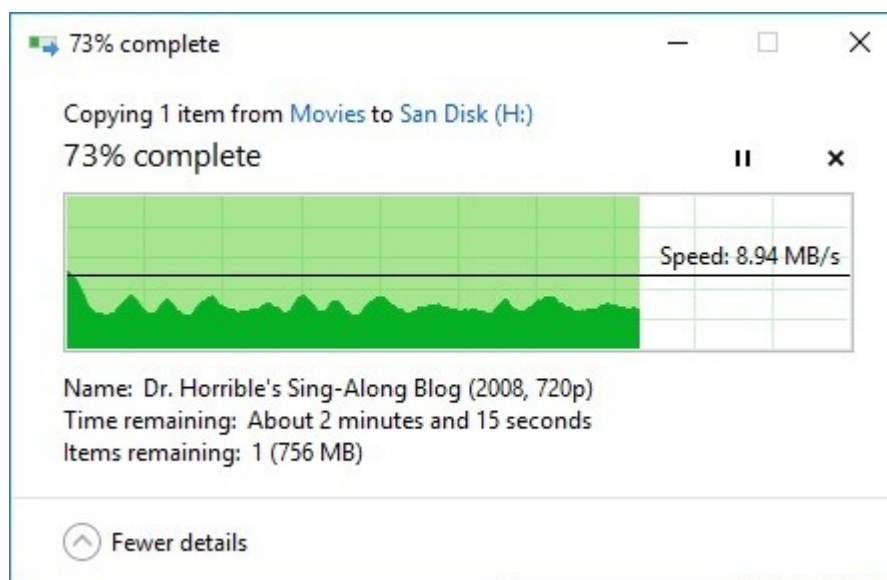 73% complete
Copying 1 item from Movies to San Disk (H:)
73% complete
Speed: 8.94 MB/s
Name: Dr. Horrible's Sing-Along Blog (2008, 720p)
Time remaining: About 2 minutes and 15 seconds
Items remaining: 1 (756 MB)
Fewer details